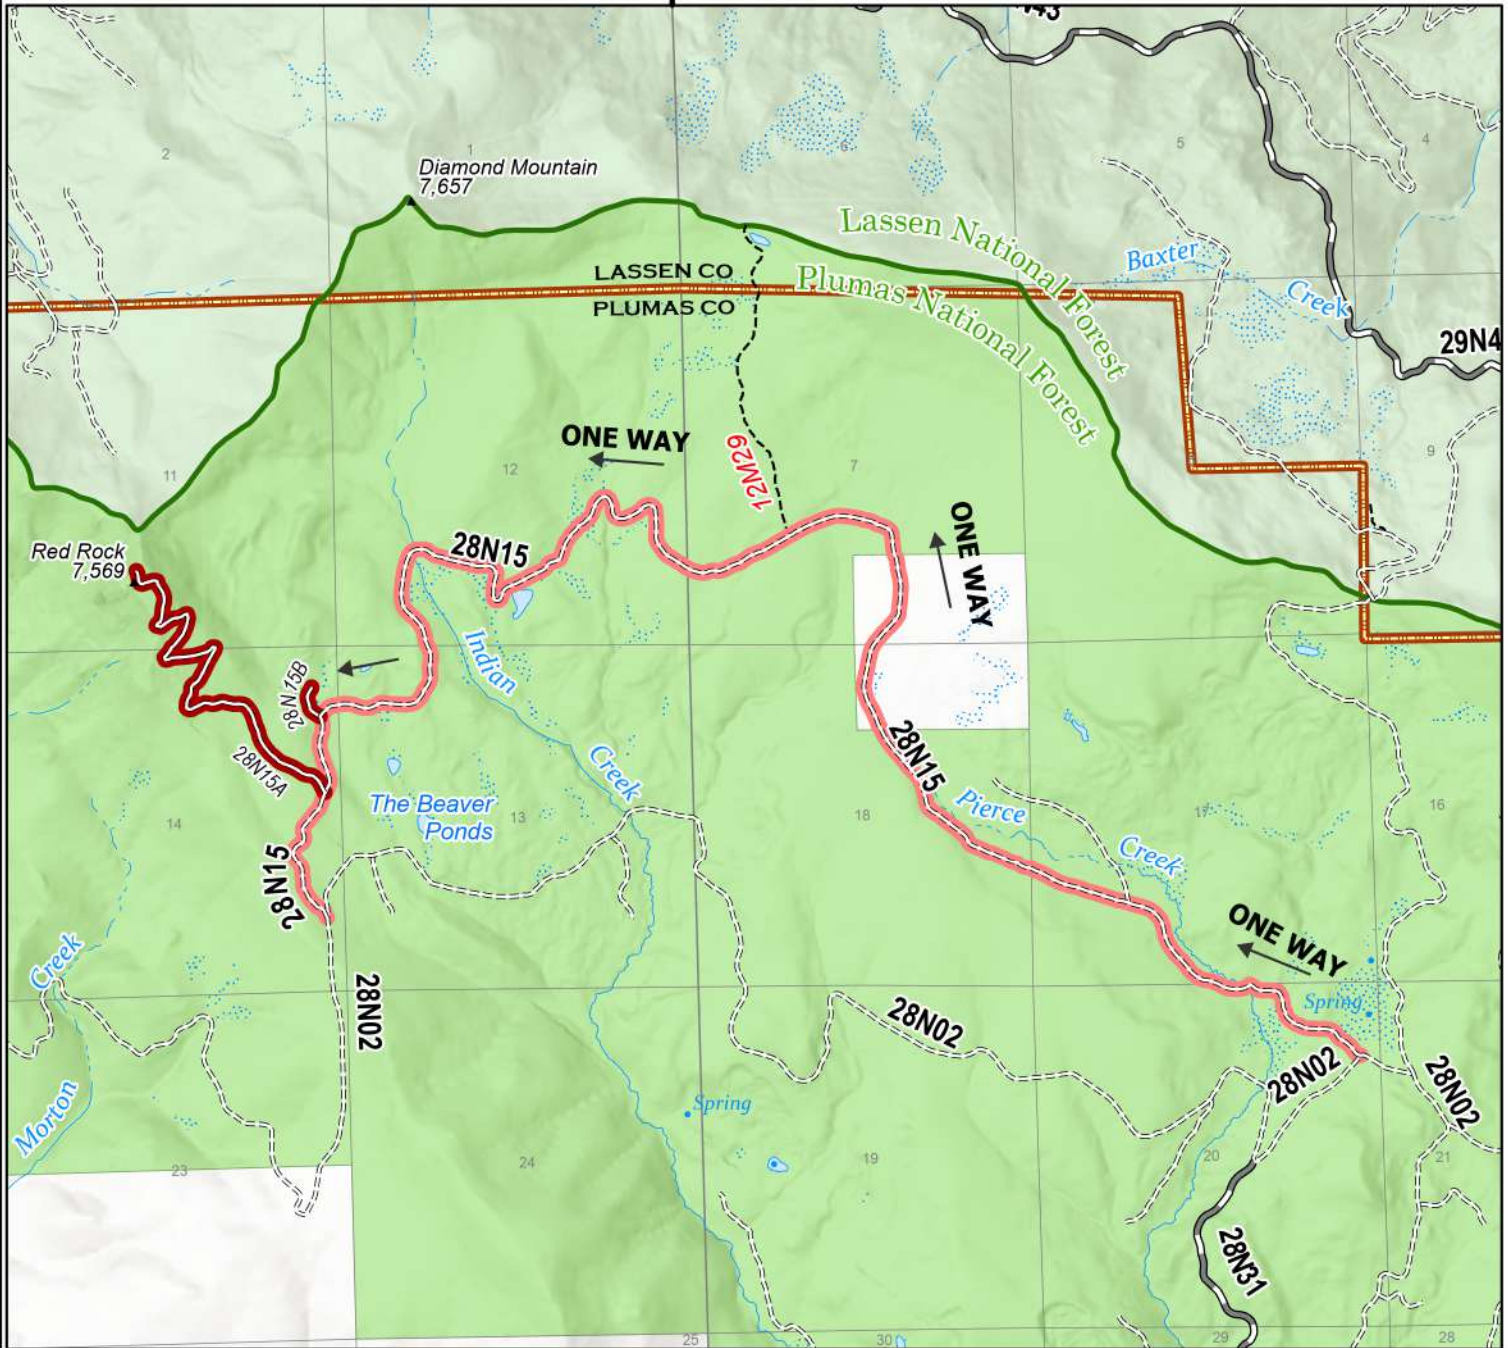 N43
2
1
6
5
4
Diamond Mountain
7,657
Lassen National Forest
Plumas National Forest
Baxter
Creek
LASSEN CO
PLUMAS CO
29N4
ONE WAY
11
12
12M29
7
9
ONE WAY
Red Rock
7,569
28N15
Indian
28N15B
28N15A
Creek
28N15
The Beaver
Ponds
13
14
18
Pierce
17
16
Creek
28N15
ONE WAY
Creek
28N02
28N02
Spring
28N02
28N02
Morton
Spring
23
24
19
20
21
28N31
25
30
29
28